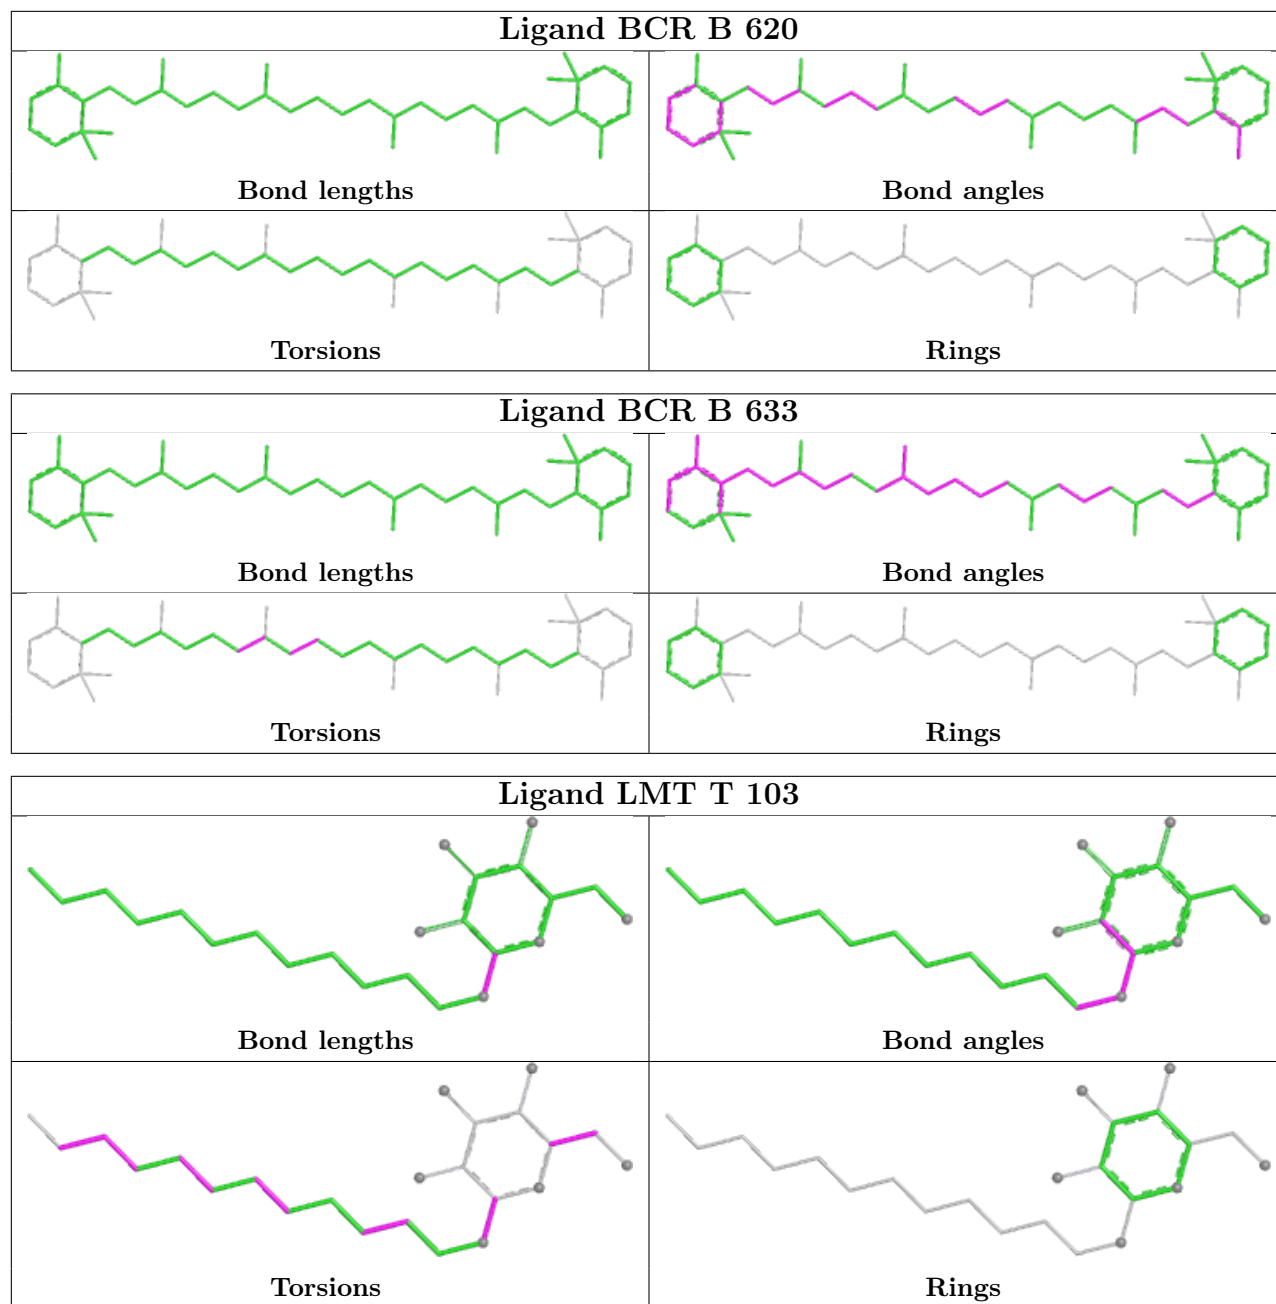 Ligand BCR B 620
Bond lengths
Bond angles
Torsions
Rings
Ligand BCR B 633
Bond lengths
Bond angles
Torsions
Rings
Ligand LMT T 103
Bond lengths
Bond angles
Torsions
Rings